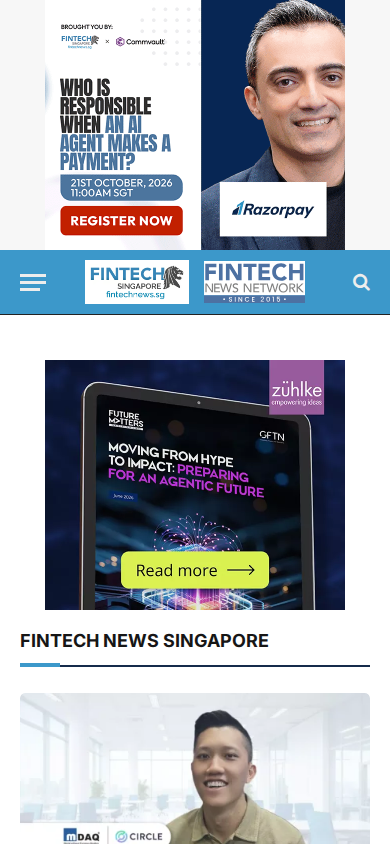 BROUGHT YOU BY:
FINTECH
SINGAPORE
fintechnews.sg
×
Commvault
WHO IS
RESPONSIBLE
WHEN AN AI
AGENT MAKES A
PAYMENT?
21ST OCTOBER, 2026
11:00AM SGT
REGISTER NOW
Razorpay
FINTECH
SINGAPORE
fintechnews.sg
FINTECH
NEWS NETWORK
• SINCE 2015 •
zühlke
empowering ideas
FUTURE
MATTERS
GFTN
MOVING FROM HYPE
TO IMPACT: PREPARING
FOR AN AGENTIC FUTURE
June 2026
Read more
FINTECH NEWS SINGAPORE
mDAQ
CIRCLE